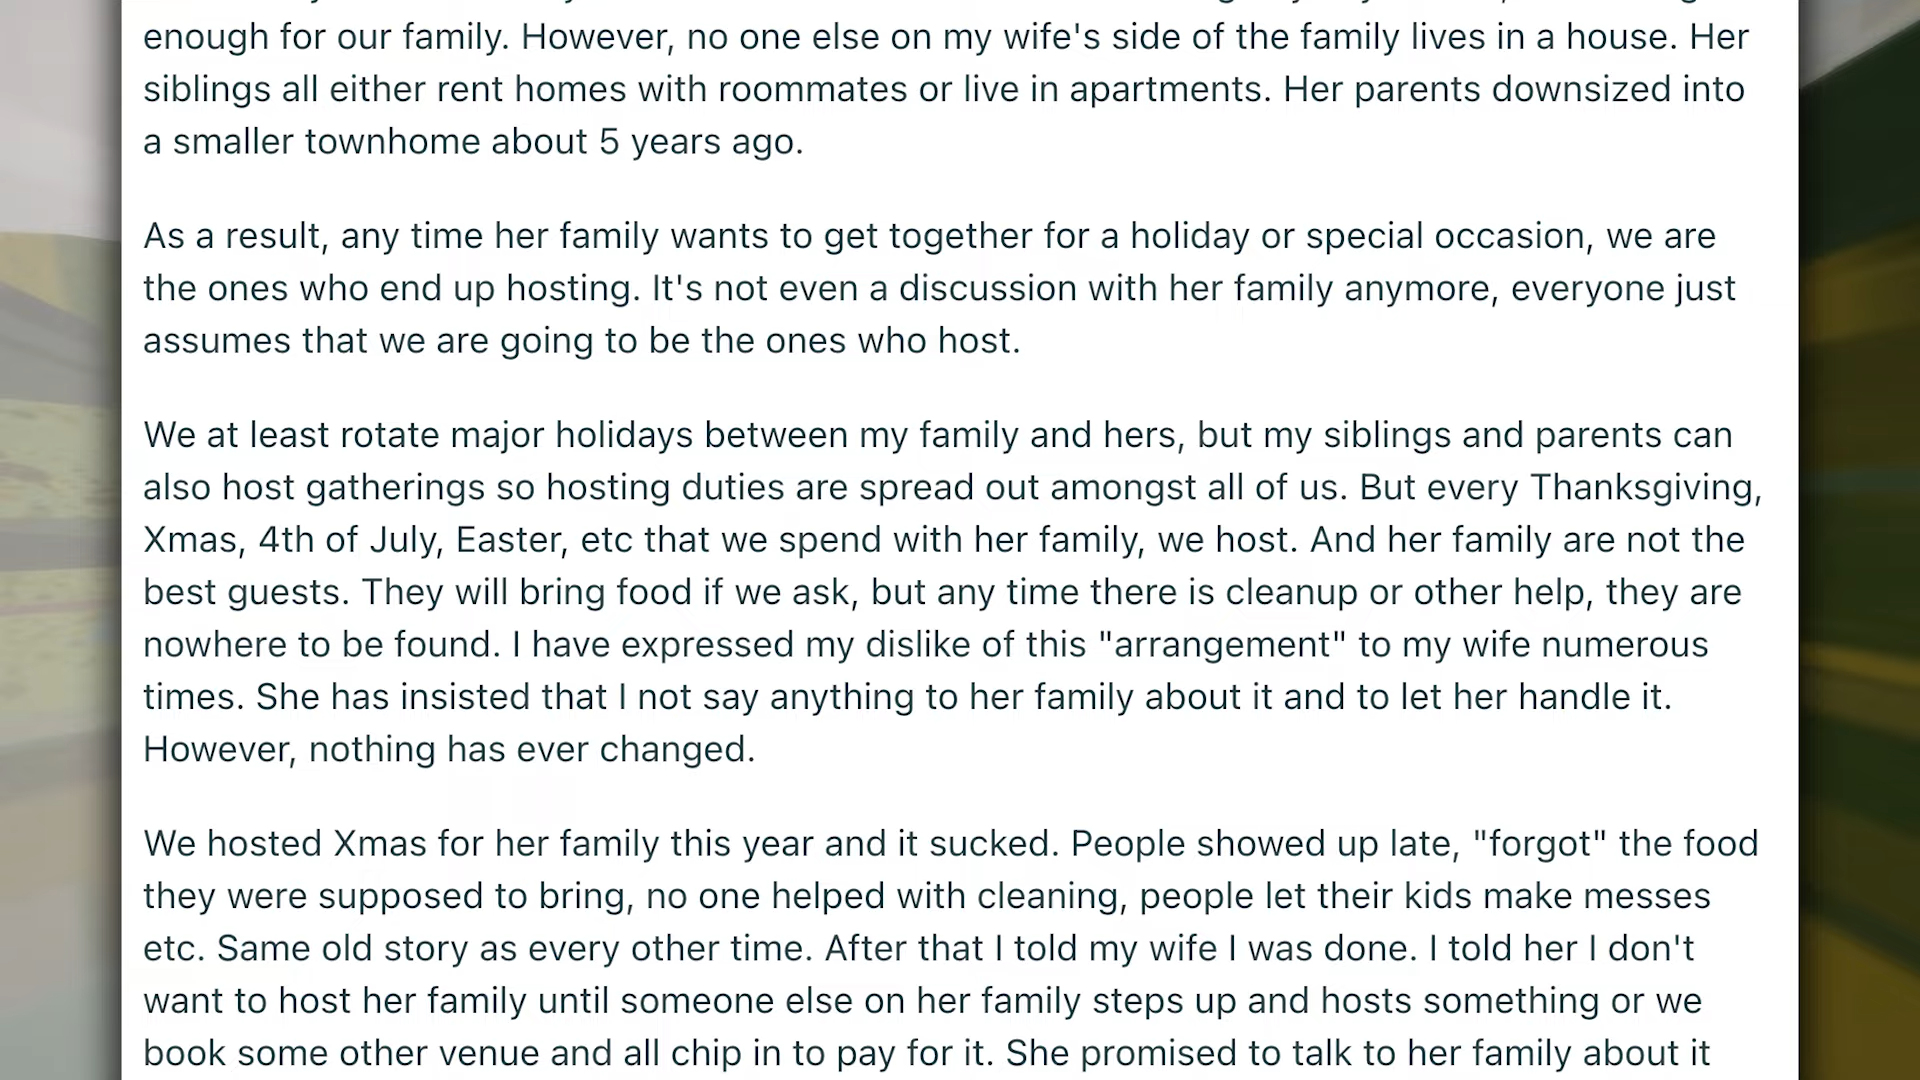 enough for our family. However, no one else on my wife's side of the family lives in a house. Her
siblings all either rent homes with roommates or live in apartments. Her parents downsized into
a smaller townhome about 5 years ago.
As a result, any time her family wants to get together for a holiday or special occasion, we are
the ones who end up hosting. It's not even a discussion with her family anymore, everyone just
assumes that we are going to be the ones who host.
We at least rotate major holidays between my family and hers, but my siblings and parents can
also host gatherings so hosting duties are spread out amongst all of us. But every Thanksgiving,
Xmas, 4th of July, Easter, etc that we spend with her family, we host. And her family are not the
best guests. They will bring food if we ask, but any time there is cleanup or other help, they are
nowhere to be found. I have expressed my dislike of this "arrangement" to my wife numerous
times. She has insisted that I not say anything to her family about it and to let her handle it.
However, nothing has ever changed.
We hosted Xmas for her family this year and it sucked. People showed up late, "forgot" the food
they were supposed to bring, no one helped with cleaning, people let their kids make messes
etc. Same old story as every other time. After that I told my wife I was done. I told her I don't
want to host her family until someone else on her family steps up and hosts something or we
book some other venue and all chip in to pay for it. She promised to talk to her family about it